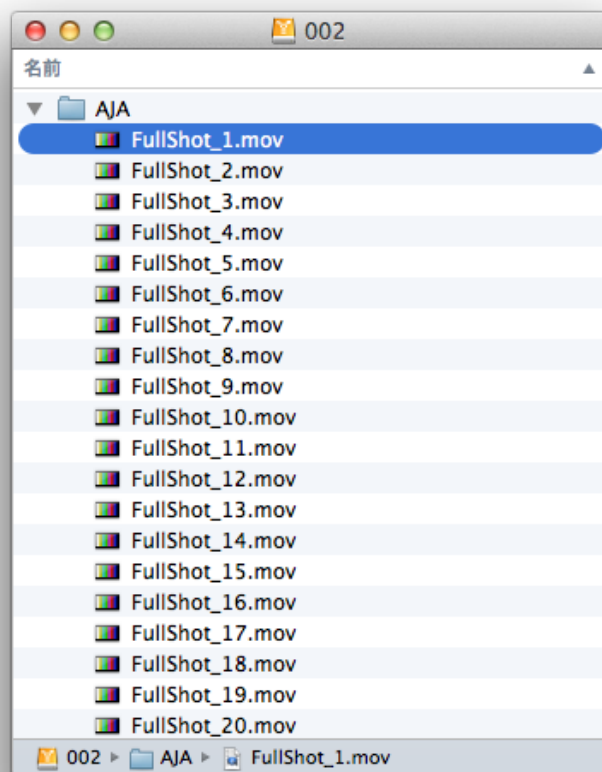 002
名前
AJA
FullShot_1.mov
FullShot_2.mov
FullShot_3.mov
FullShot_4.mov
FullShot_5.mov
FullShot_6.mov
FullShot_7.mov
FullShot_8.mov
FullShot_9.mov
FullShot_10.mov
FullShot_11.mov
FullShot_12.mov
FullShot_13.mov
FullShot_14.mov
FullShot_15.mov
FullShot_16.mov
FullShot_17.mov
FullShot_18.mov
FullShot_19.mov
FullShot_20.mov
002 ▸ AJA ▸ FullShot_1.mov